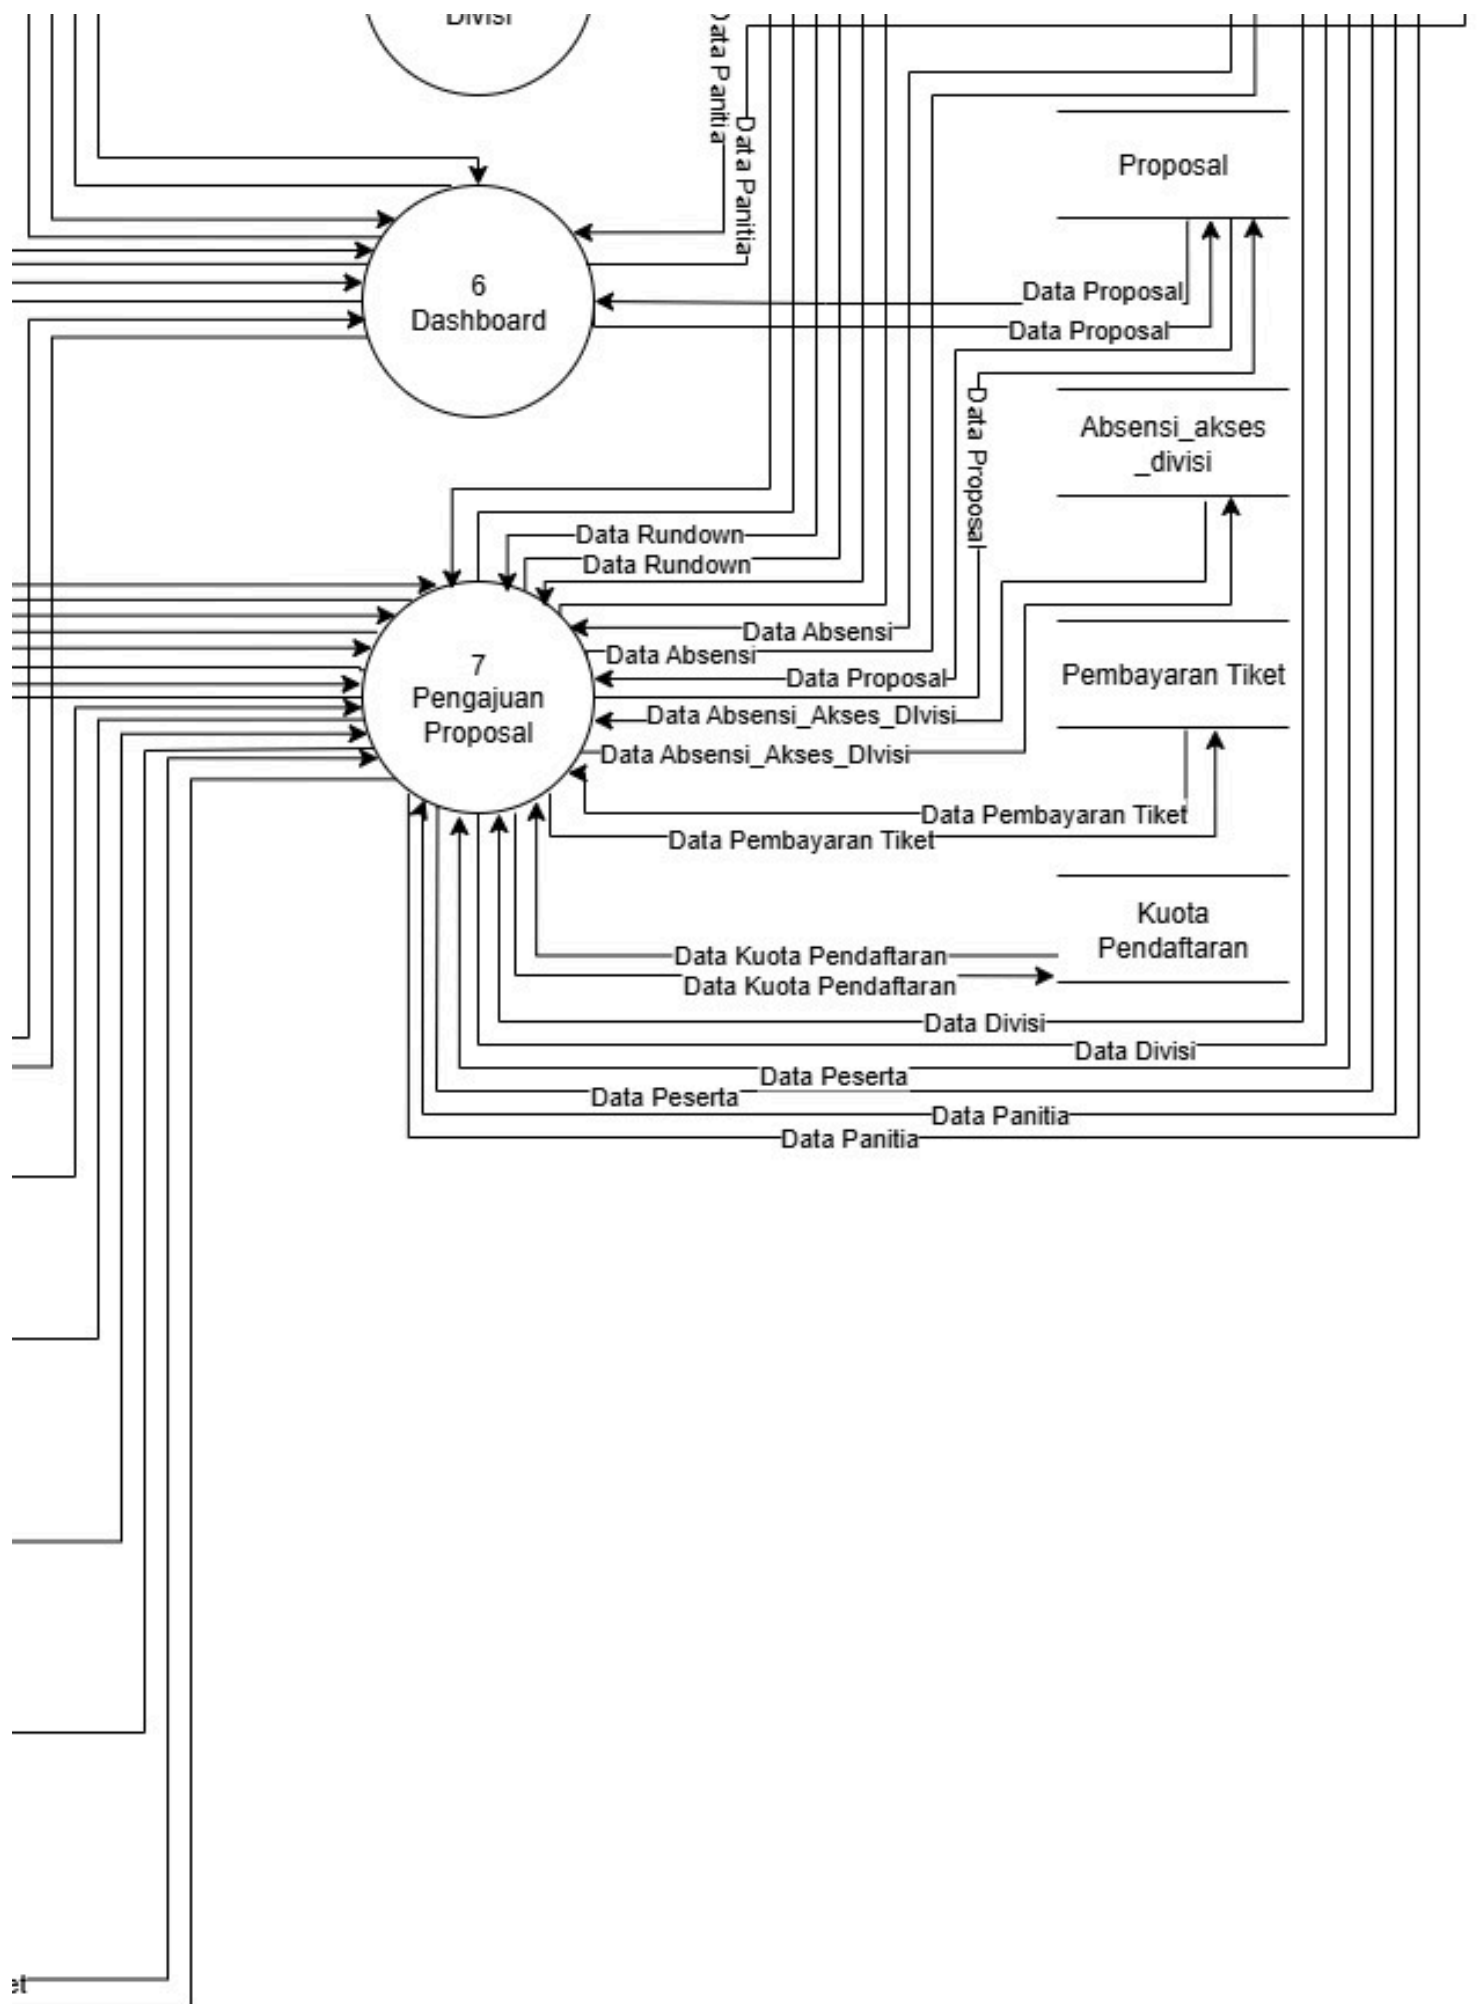 Divisi
Data Panitia
Data Panitia
Proposal
6
Dashboard
Data Proposal
Data Proposal
Data Proposal
Absensi_akses
_divisi
Data Rundown
Data Rundown
Data Absensi
Data Absensi
7
Pengajuan
Proposal
Data Proposal
Pembayaran Tiket
Data Absensi_Akses_DIvisi
Data Absensi_Akses_DIvisi
Data Pembayaran Tiket
Data Pembayaran Tiket
Kuota
Pendaftaran
Data Kuota Pendaftaran
Data Kuota Pendaftaran
Data Divisi
Data Divisi
Data Peserta
Data Peserta
Data Panitia
Data Panitia